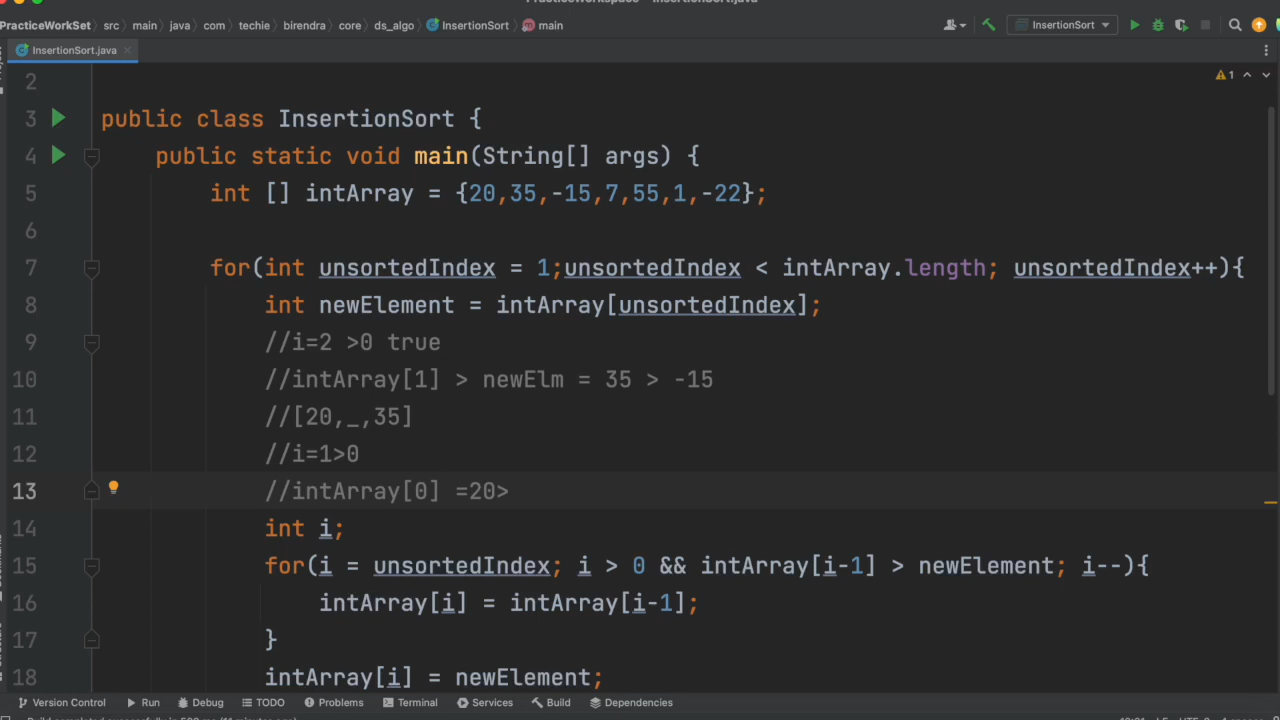 PracticeWorkSet src main java com techie birendra core ds_algo InsertionSort main InsertionSort
InsertionSort.java
1
2
3 public class InsertionSort {
4 public static void main(String[] args) {
5 int [] intArray = {20,35,-15,7,55,1,-22};
6
7 for(int unsortedIndex = 1;unsortedIndex < intArray.length; unsortedIndex++){
8 int newElement = intArray[unsortedIndex];
9 //i=2 >0 true
10 //intArray[1] > newElm = 35 > -15
11 //[20,_,35]
12 //i=1>0
13 //intArray[0] =20>
14 int i;
15 for(i = unsortedIndex; i > 0 && intArray[i-1] > newElement; i--){
16 intArray[i] = intArray[i-1];
17 }
18 intArray[i] = newElement;
Version Control Run Debug TODO Problems Terminal Services Build Dependencies